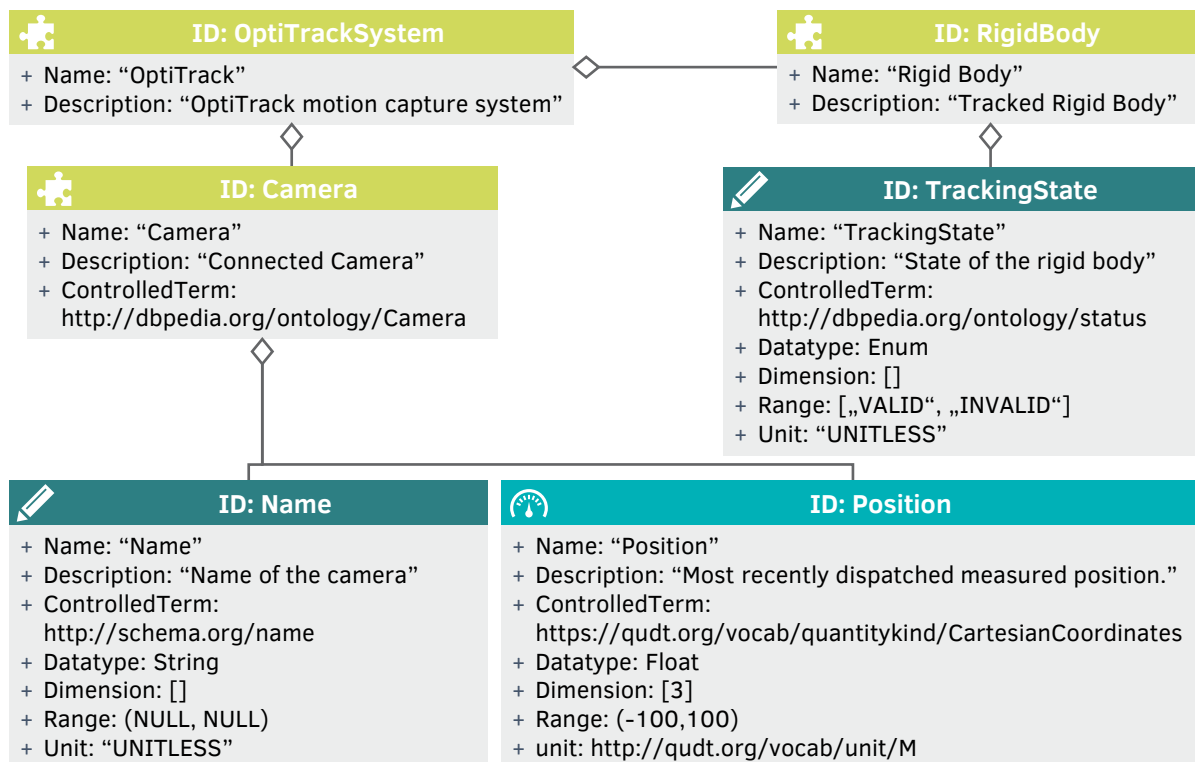 ID: OptiTrackSystem
+ Name: “OptiTrack”
+ Description: “OptiTrack motion capture system”
ID: RigidBody
+ Name: “Rigid Body”
+ Description: “Tracked Rigid Body”
ID: Camera
+ Name: “Camera”
+ Description: “Connected Camera”
+ ControlledTerm:
http://dbpedia.org/ontology/Camera
ID: TrackingState
+ Name: “TrackingState”
+ Description: “State of the rigid body”
+ ControlledTerm:
http://dbpedia.org/ontology/status
+ Datatype: Enum
+ Dimension: []
+ Range: [„VALID“, „INVALID“]
+ Unit: “UNITLESS”
ID: Name
+ Name: “Name”
+ Description: “Name of the camera”
+ ControlledTerm:
http://schema.org/name
+ Datatype: String
+ Dimension: []
+ Range: (NULL, NULL)
+ Unit: “UNITLESS”
ID: Position
+ Name: “Position”
+ Description: “Most recently dispatched measured position.”
+ ControlledTerm:
https://qudt.org/vocab/quantitykind/CartesianCoordinates
+ Datatype: Float
+ Dimension: [3]
+ Range: (-100,100)
+ unit: http://qudt.org/vocab/unit/M